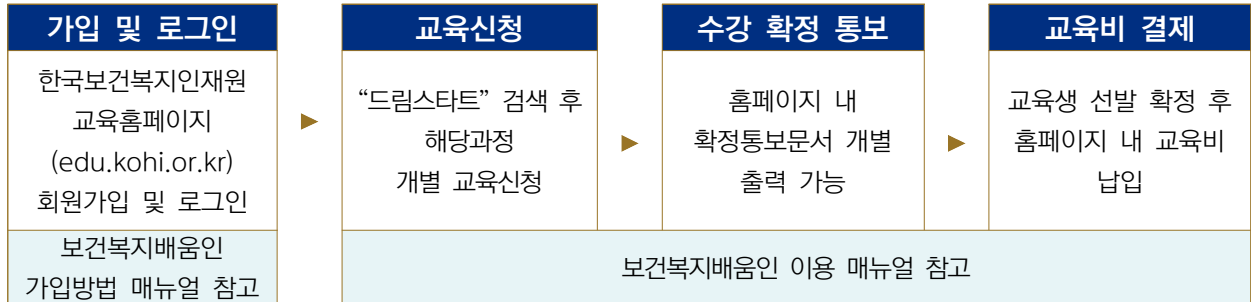 가입 및 로그인
한국보건복지인재원
교육홈페이지
(edu.kohi.or.kr)
회원가입 및 로그인
보건복지배움인
가입방법 매뉴얼 참고
교육신청
“드림스타트” 검색 후
해당과정
개별 교육신청
수강 확정 통보
홈페이지 내
확정통보문서 개별
출력 가능
교육비 결제
교육생 선발 확정 후
홈페이지 내 교육비
납입
보건복지배움인 이용 매뉴얼 참고